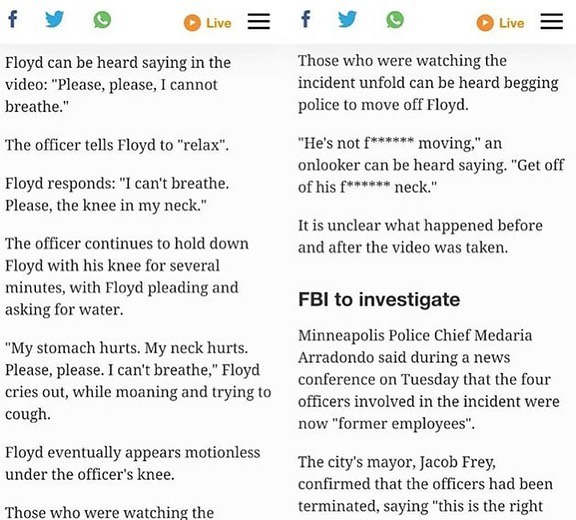 Live
Floyd can be heard saying in the
video: "Please, please, I cannot
breathe."
The officer tells Floyd to "relax".
Floyd responds: "I can't breathe.
Please, the knee in my neck."
The officer continues to hold down
Floyd with his knee for several
minutes, with Floyd pleading and
asking for water.
"My stomach hurts. My neck hurts.
Please, please. I can't breathe," Floyd
cries out, while moaning and trying to
cough.
Floyd eventually appears motionless
under the officer's knee.
Those who were watching the
Live
Those who were watching the
incident unfold can be heard begging
police to move off Floyd.
"He's not f****** moving," an
onlooker can be heard saying. "Get off
of his f****** neck."
It is unclear what happened before
and after the video was taken.
FBI to investigate
Minneapolis Police Chief Medaria
Arradondo said during a news
conference on Tuesday that the four
officers involved in the incident were
now "former employees".
The city's mayor, Jacob Frey,
confirmed that the officers had been
terminated, saying "this is the right